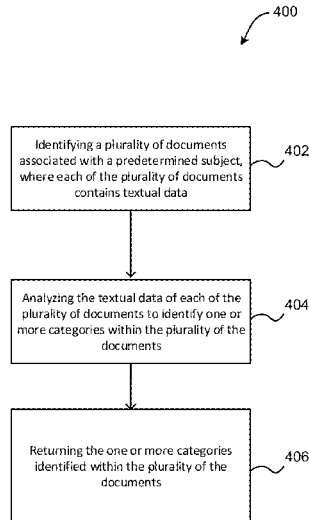 400
Identifying a plurality of documents
associated with a predetermined subject,
where each of the plurality of documents
contains textual data
402
Analyzing the textual data of each of the
plurality of documents to identify one or
more categories within the plurality of the
documents
404
Returning the one or more categories
identified within the plurality of the
documents
406